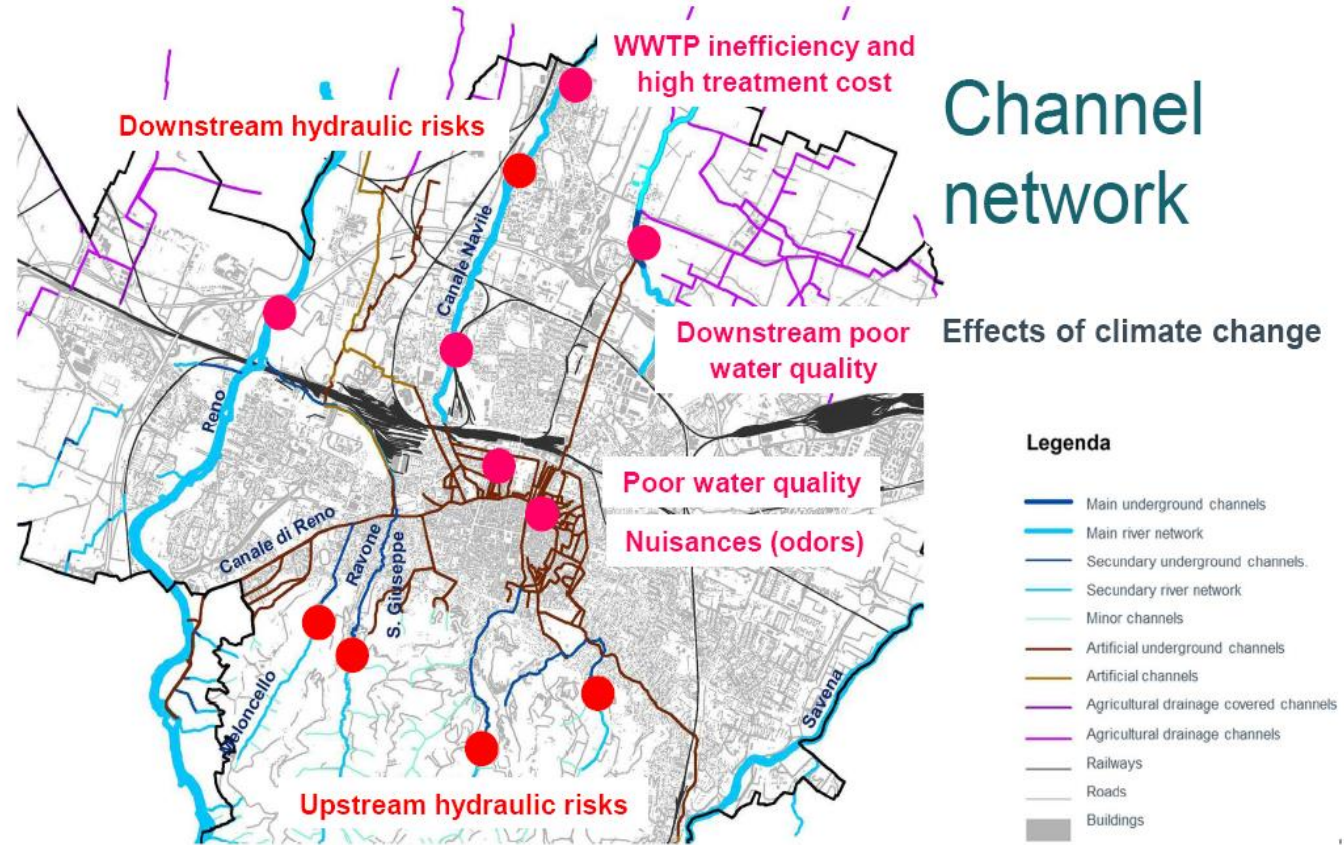 WWTP inefficiency and
high treatment cost
Channel
network
Downstream hydraulic risks
Canale Navile
Downstream poor
water quality
Effects of climate change
Reno
Legenda
Poor water quality
Nuisances (odors)
Canale di Reno
Ravone
S. Giuseppe
Meloncello
Savena
Upstream hydraulic risks
Main underground channels
Main river network
Secundary underground channels.
Secundary river network
Minor channels
Artificial underground channels
Artificial channels
Agricultural drainage covered channels
Agricultural drainage channels
Railways
Roads
Buildings